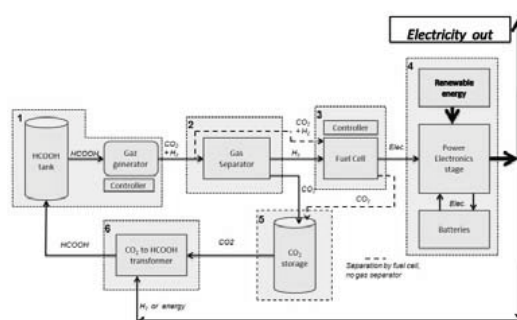 Electricity out
4
Renewable
energy
1
2
3
CO2
+ H2
CO2
+ H2
Controller
HCOOH
tank
HCOOH
Gaz
generator
Controller
Gas
Separator
H2
Fuel Cell
Elec.
Power
Electronics
stage
CO2
CO2
Elec.
Batteries
5
6
HCOOH
CO2 to HCOOH
transformer
CO2
CO2
storage
Separation by fuel cell,
no gas separator
H2 or energy